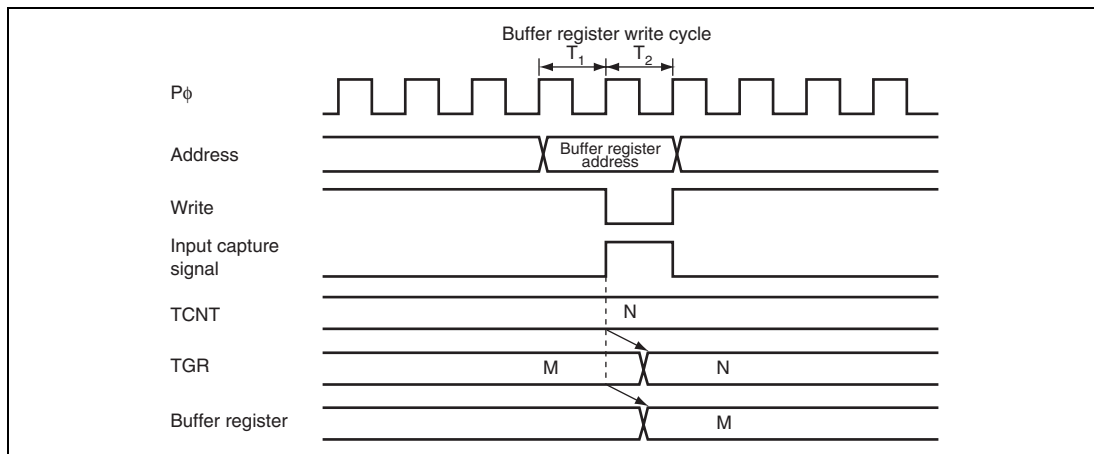 Buffer register write cycle
T1 T2
Pϕ
Address
Buffer register
address
Write
Input capture
signal
TCNT
N
TGR
M N
Buffer register
M